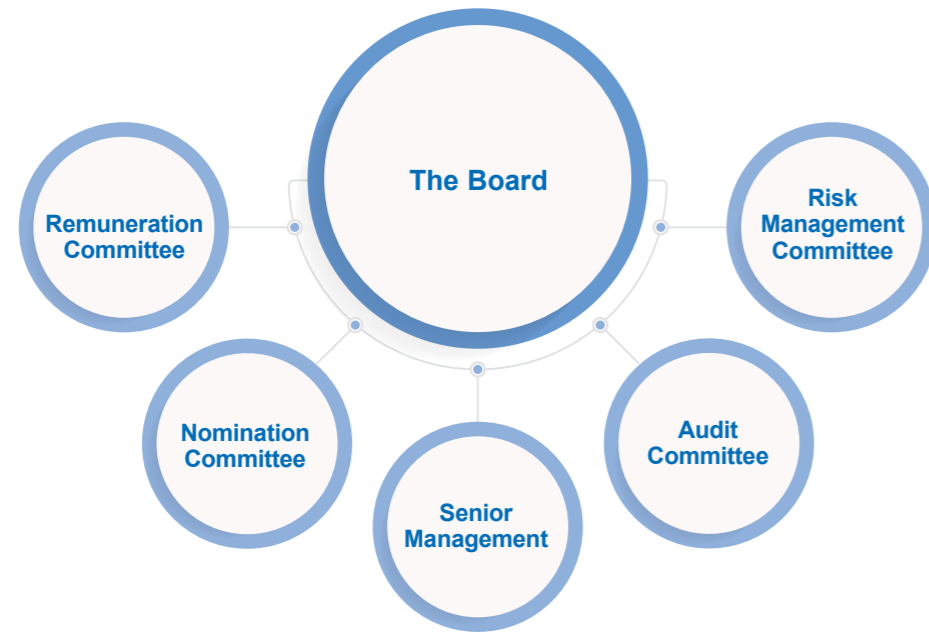 The Board
Remuneration
Committee
Risk
Management
Committee
Nomination
Committee
Audit
Committee
Senior
Management